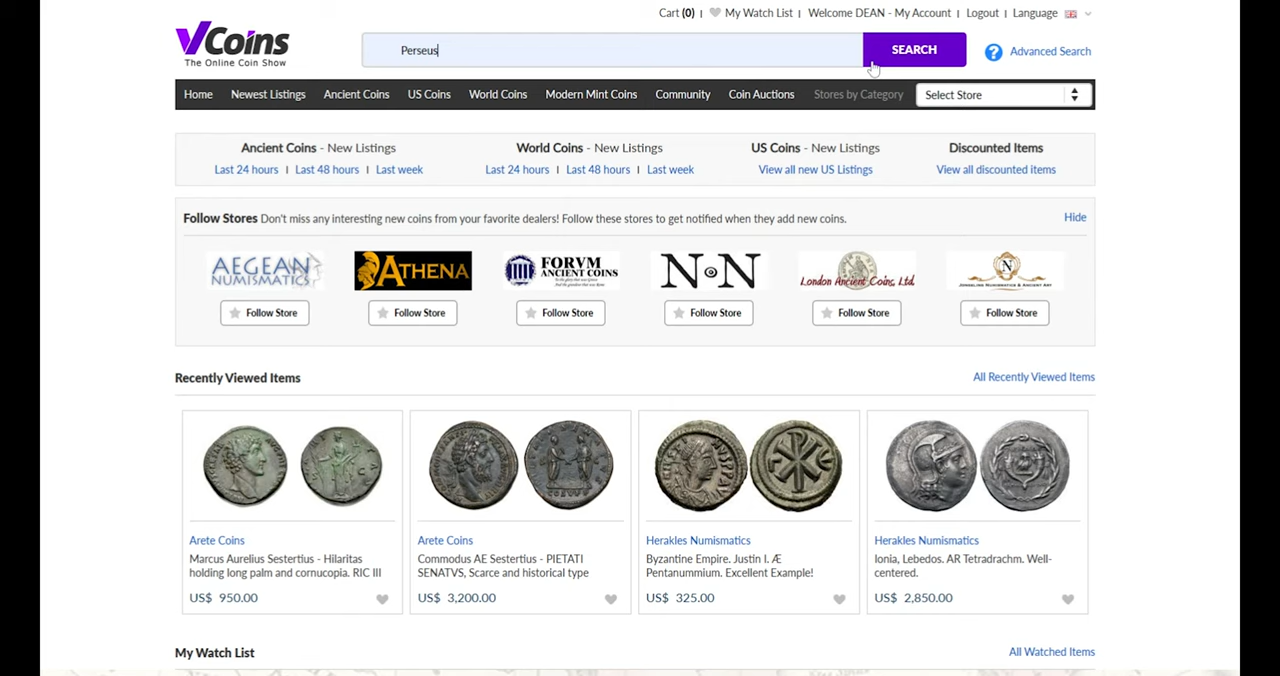 Cart (0) | My Watch List | Welcome DEAN - My Account | Logout | Language
VCoins
The Online Coin Show
Perseus
SEARCH
? Advanced Search
Home Newest Listings Ancient Coins US Coins World Coins Modern Mint Coins Community Coin Auctions Stores by Category Select Store
Ancient Coins - New Listings World Coins - New Listings US Coins - New Listings Discounted Items
Last 24 hours | Last 48 hours | Last week Last 24 hours | Last 48 hours | Last week View all new US Listings View all discounted items
Follow Stores Don't miss any interesting new coins from your favorite dealers! Follow these stores to get notified when they add new coins. Hide
AEGEAN
NUMISMATICS
ATHENA
FORVM
ANCIENT COINS
N N
London Ancient Coins, Ltd.
Follow Store Follow Store Follow Store Follow Store Follow Store Follow Store
Recently Viewed Items All Recently Viewed Items
Arete Coins
Marcus Aurelius Sestertius - Hilaritas
holding long palm and cornucopia. RIC III
US$ 950.00
Arete Coins
Commodus AE Sestertius - PIETATI
SENATVS, Scarce and historical type
US$ 3,200.00
Herakles Numismatics
Byzantine Empire. Justin I. Æ
Pentanummium. Excellent Example!
US$ 325.00
Herakles Numismatics
Ionia, Lebedos. AR Tetradrachm. Well-
centered.
US$ 2,850.00
My Watch List All Watched Items